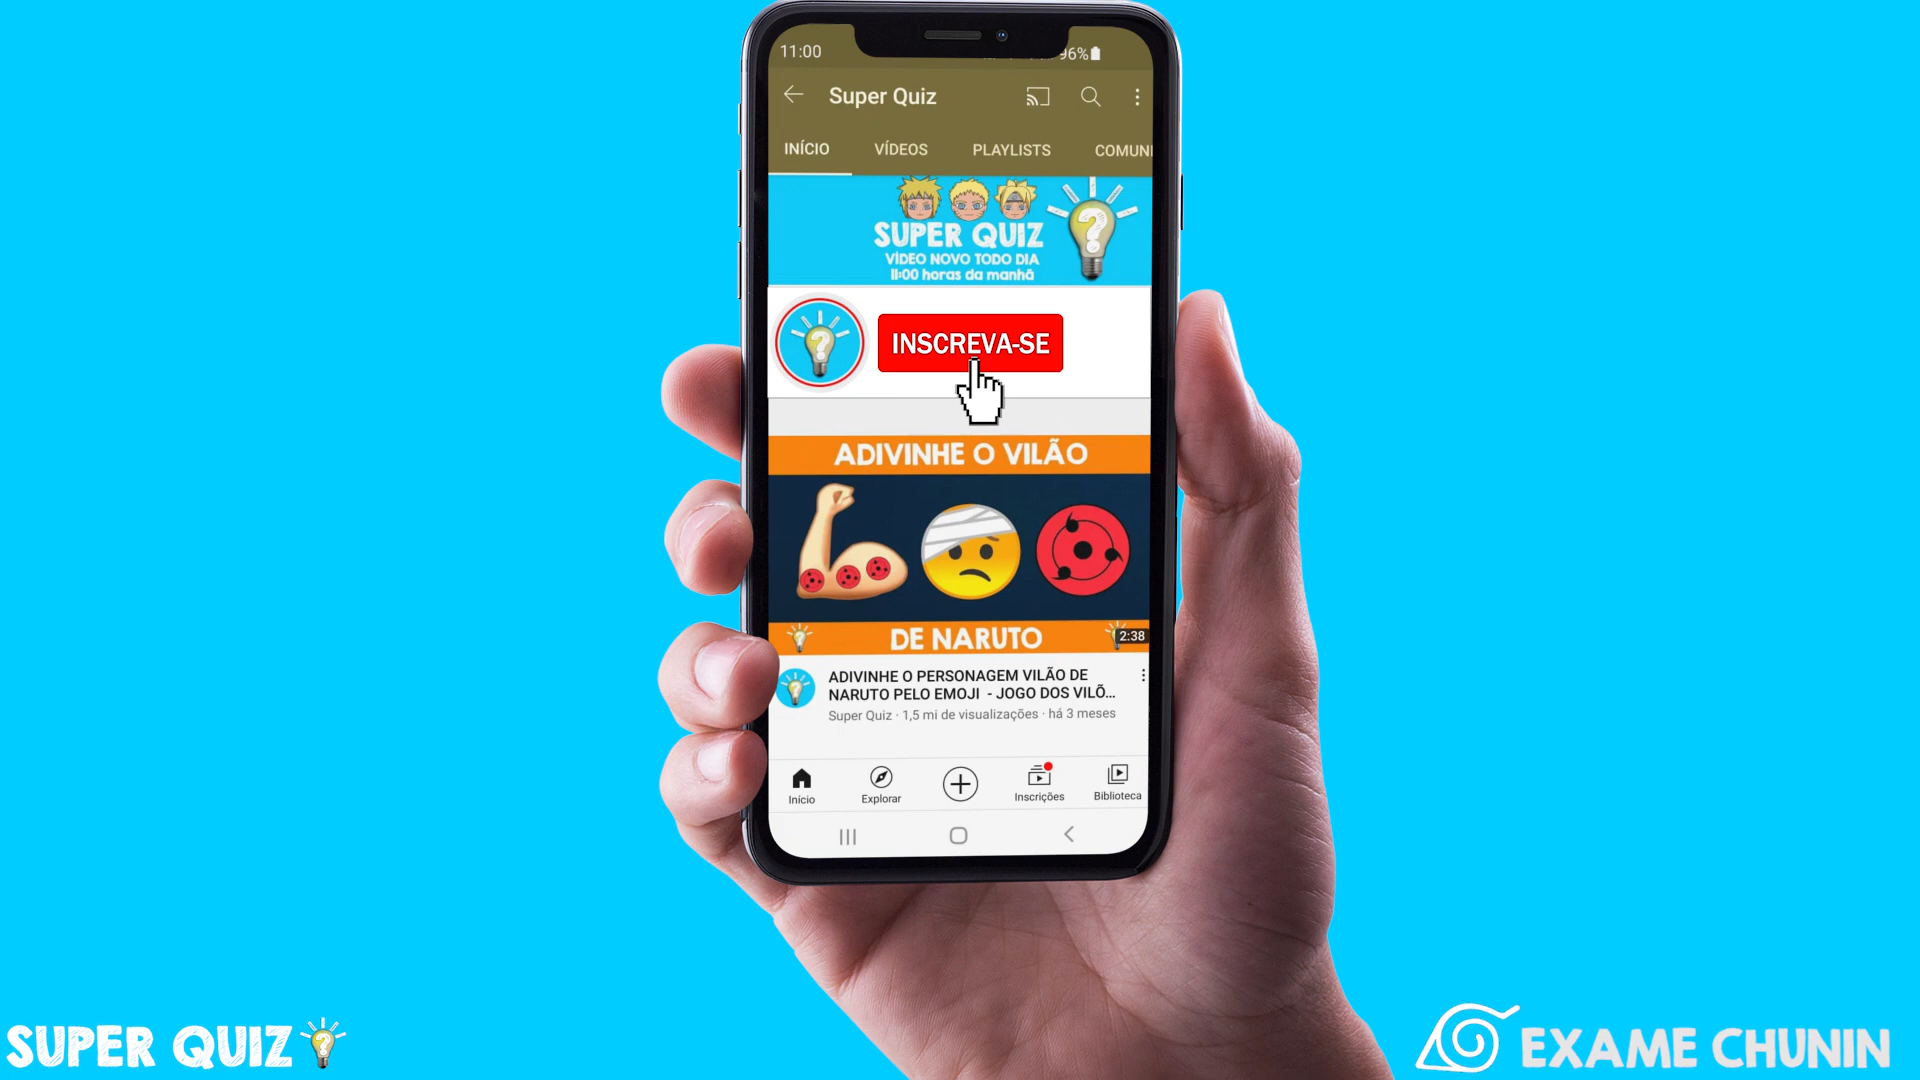 11:00
96%
Super Quiz
INÍCIO VÍDEOS PLAYLISTS COMUNI
SUPER QUIZ
VÍDEO NOVO TODO DIA
11:00 horas da manhã
INSCREVA-SE
ADIVINHE O VILÃO
DE NARUTO
2:38
ADIVINHE O PERSONAGEM VILÃO DE
NARUTO PELO EMOJI - JOGO DOS VILÕ...
Super Quiz · 1,5 mi de visualizações · há 3 meses
Início Explorar Inscrições Biblioteca
SUPER QUIZ
EXAME CHUNIN